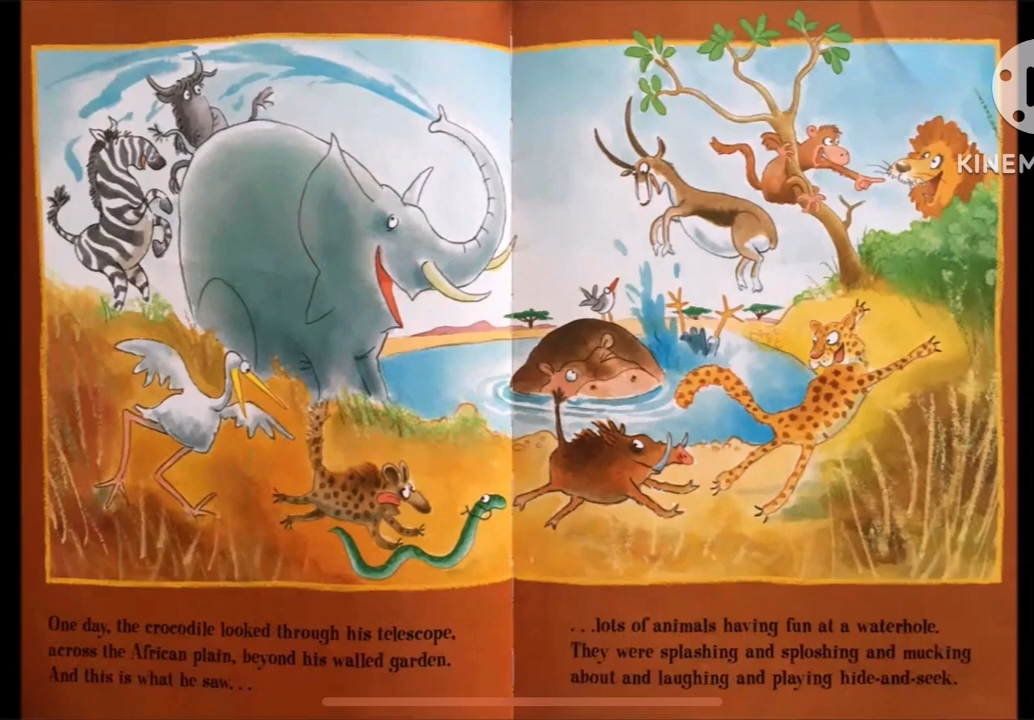 KINEM
One day, the crocodile looked through his telescope,
across the African plain, beyond his walled garden.
And this is what he saw...
...lots of animals having fun at a waterhole.
They were splashing and sploshing and mucking
about and laughing and playing hide-and-seek.